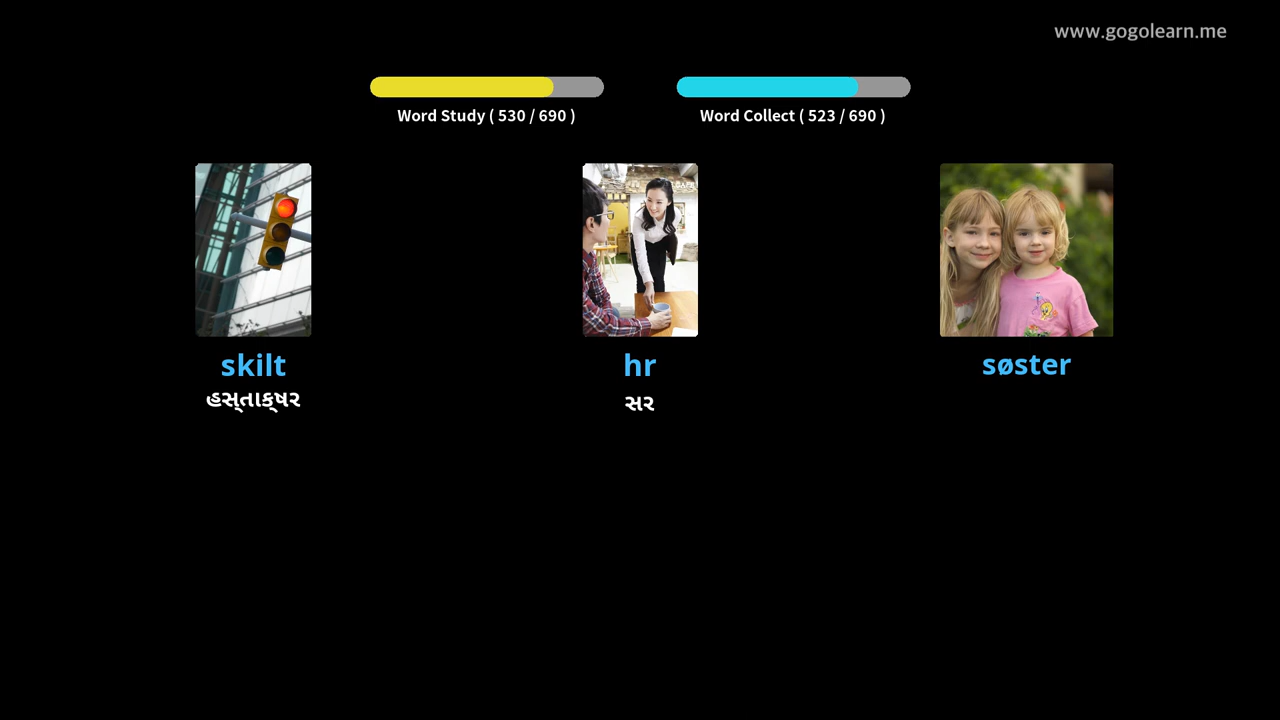 www.gogolearn.me
Word Study ( 530 / 690 )
Word Collect ( 523 / 690 )
skilt
hr
søster
હસ્‌તાક્‌ષર
સર